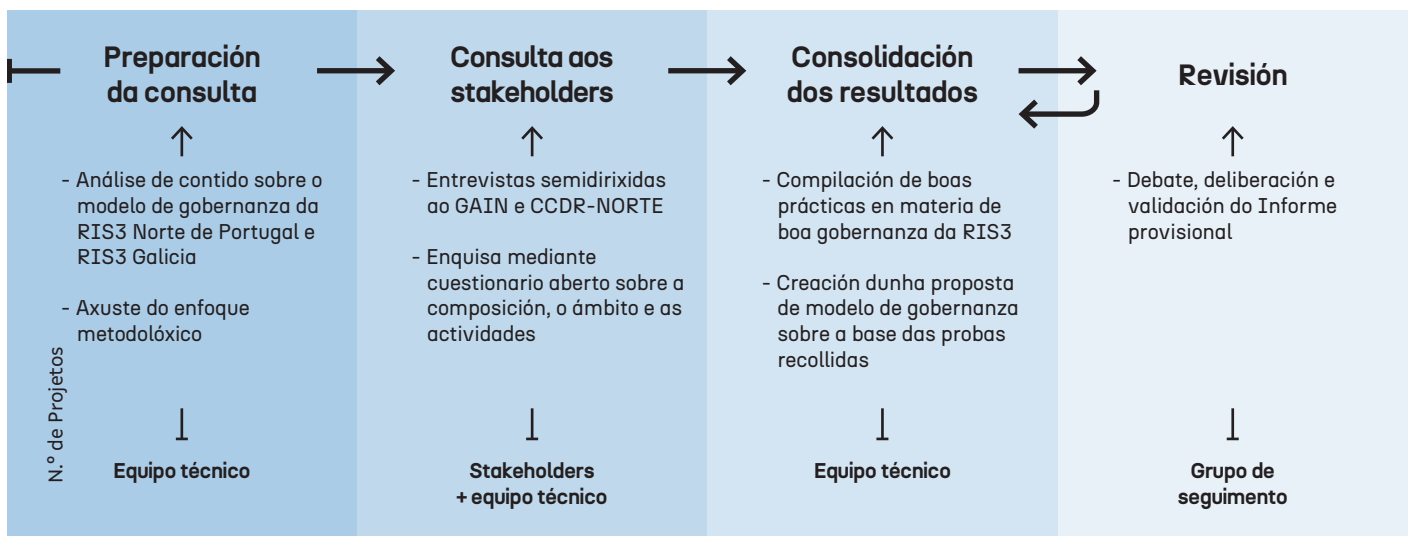 Preparación
da consulta
- Análise de contido sobre o
modelo de gobernanza da
RIS3 Norte de Portugal e
RIS3 Galicia
- Axuste do enfoque
metodolóxico
N.º de Projetos
Equipo técnico
Consulta aos
stakeholders
- Entrevistas semidirixidas
ao GAIN e CCDR-NORTE
- Enquisa mediante
cuestionario aberto sobre a
composición, o ámbito e as
actividades
Stakeholders
+ equipo técnico
Consolidación
dos resultados
- Compilación de boas
prácticas en materia de
boa gobernanza da RIS3
- Creación dunha proposta
de modelo de gobernanza
sobre a base das probas
recollidas
Equipo técnico
Revisión
- Debate, deliberación e
validación do Informe
provisional
Grupo de
seguimento